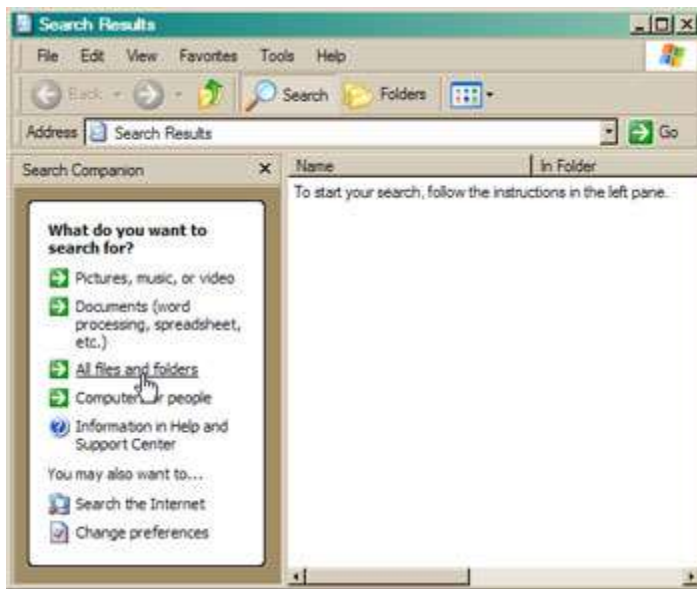 Search Results
File Edit View Favorites Tools Help
Back Search Folders
Address Search Results Go
Search Companion
Name In Folder
To start your search, follow the instructions in the left pane.
What do you want to
search for?
Pictures, music, or video
Documents (word
processing, spreadsheet,
etc.)
All files and folders
Computers or people
Information in Help and
Support Center
You may also want to...
Search the Internet
Change preferences